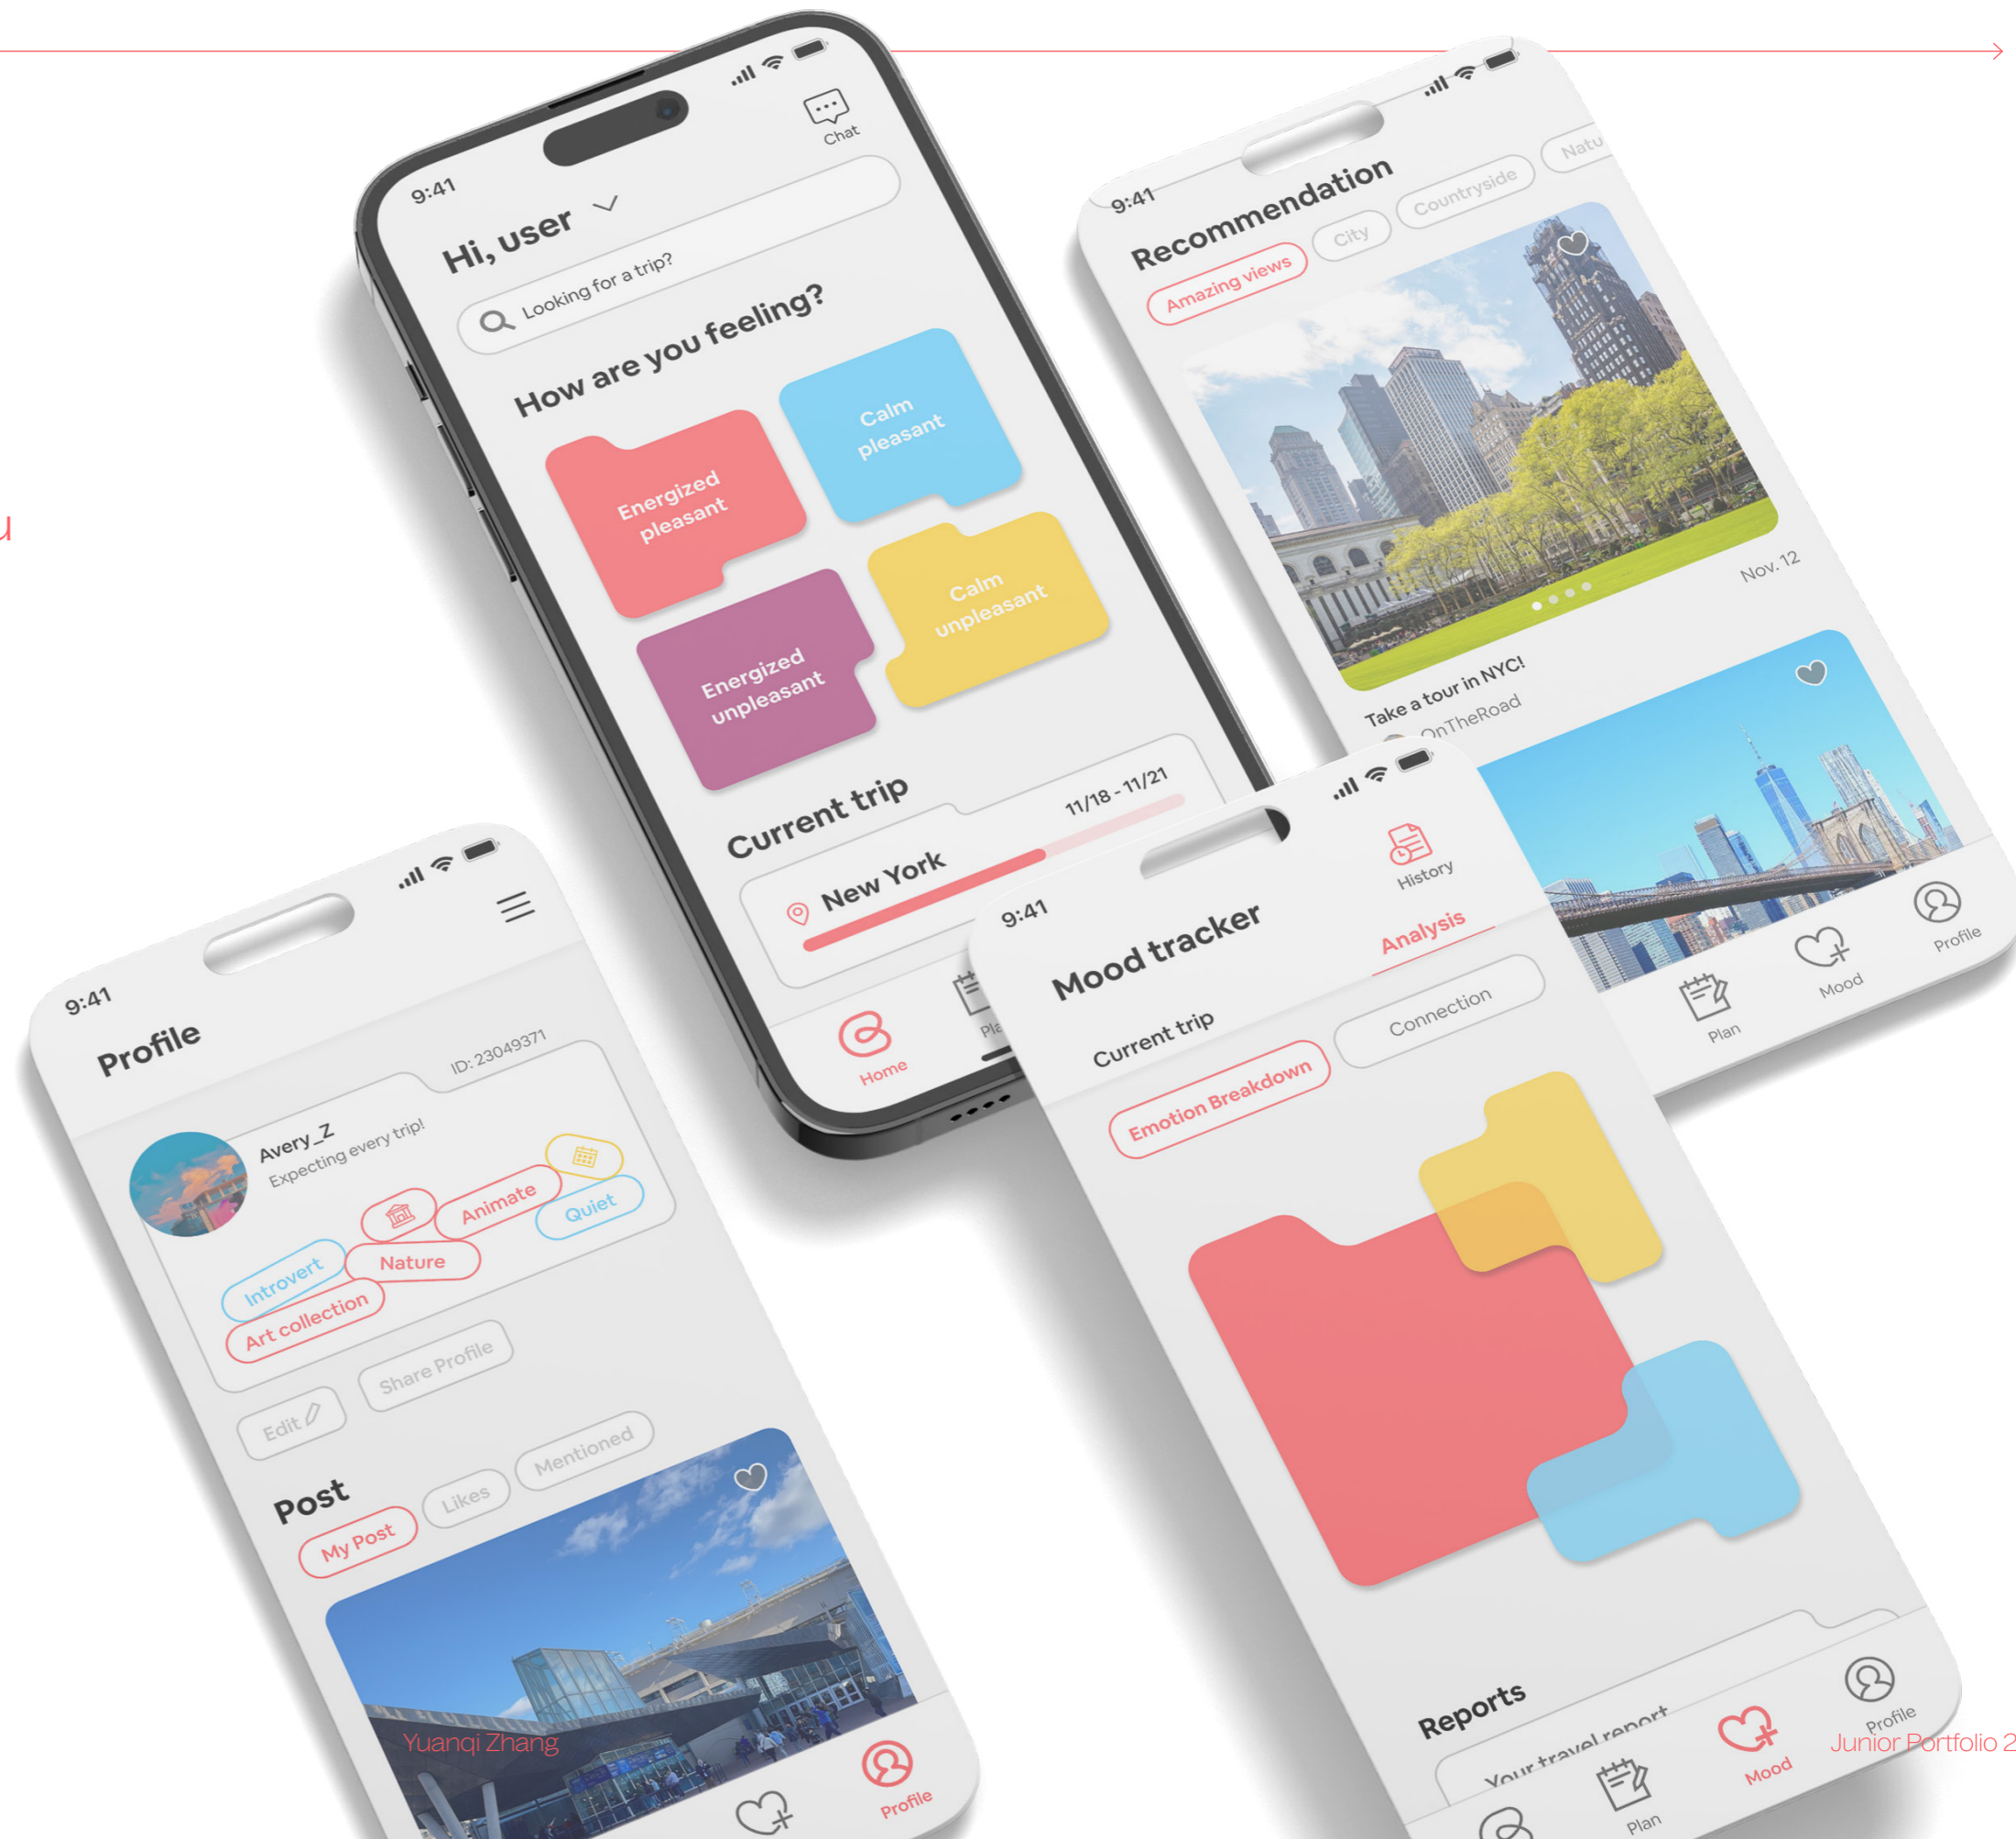 u
9:41
Chat
Hi, user
Looking for a trip?
How are you feeling?
Energized
pleasant
Calm
pleasant
Energized
unpleasant
Calm
unpleasant
Current trip
11/18 - 11/21
New York
Home
9:41
Recommendation
Amazing views
City
Countryside
Natu
Nov. 12
Take a tour in NYC!
OnTheRoad
Plan
Mood
Profile
9:41
Profile
ID: 23049371
Avery_Z
Expecting every trip!
Introvert
Animate
Quiet
Nature
Art collection
Edit
Share Profile
Post
My Post
Likes
Mentioned
Profile
9:41
Mood tracker
History
Current trip
Analysis
Emotion Breakdown
Connection
Reports
Your travel report
Plan
Mood
Profile
Yuanqi Zhang
Junior Portfolio 2